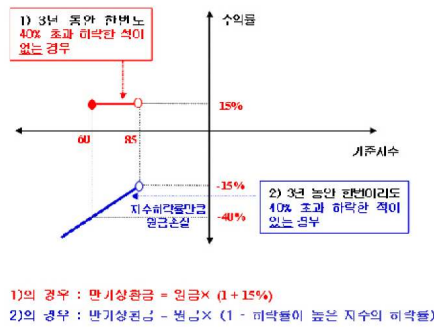 1) 3년 동안 한번도
40% 초과 하락한 적이
없는 경우
수익률
15%
60
85
기준지수
-15%
지수하락률만큼
원금손실
2) 3년 동안 한번이라도
40% 초과 하락한 적이
있는 경우
-40%
1)의 경우 : 만기상환금 = 원금× (1 + 15%)
2)의 경우 : 만기상환금 = 원금× (1 - 하락률이 높은 지수의 하락률)